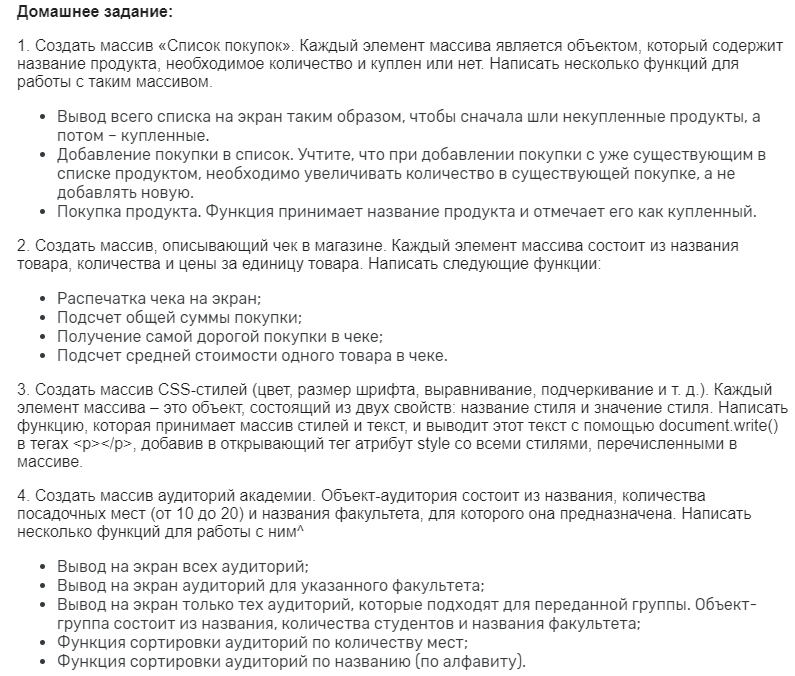 Домашнее задание:
1. Создать массив «Список покупок». Каждый элемент массива является объектом, который содержит
название продукта, необходимое количество и куплен или нет. Написать несколько функций для
работы с таким массивом.
• Вывод всего списка на экран таким образом, чтобы сначала шли некупленные продукты, а
потом – купленные.
• Добавление покупки в список. Учтите, что при добавлении покупки с уже существующим в
списке продуктом, необходимо увеличивать количество в существующей покупке, а не
добавлять новую.
• Покупка продукта. Функция принимает название продукта и отмечает его как купленный.
2. Создать массив, описывающий чек в магазине. Каждый элемент массива состоит из названия
товара, количества и цены за единицу товара. Написать следующие функции:
• Распечатка чека на экран;
• Подсчет общей суммы покупки;
• Получение самой дорогой покупки в чеке;
• Подсчет средней стоимости одного товара в чеке.
3. Создать массив CSS-стилей (цвет, размер шрифта, выравнивание, подчеркивание и т. д.). Каждый
элемент массива – это объект, состоящий из двух свойств: название стиля и значение стиля. Написать
функцию, которая принимает массив стилей и текст, и выводит этот текст с помощью document.write()
в тегах <p></p>, добавив в открывающий тег атрибут style со всеми стилями, перечисленными в
массиве.
4. Создать массив аудиторий академии. Объект-аудитория состоит из названия, количества
посадочных мест (от 10 до 20) и названия факультета, для которого она предназначена. Написать
несколько функций для работы с ним^
• Вывод на экран всех аудиторий;
• Вывод на экран аудиторий для указанного факультета;
• Вывод на экран только тех аудиторий, которые подходят для переданной группы. Объект-
группа состоит из названия, количества студентов и названия факультета;
• Функция сортировки аудиторий по количеству мест;
• Функция сортировки аудиторий по названию (по алфавиту).